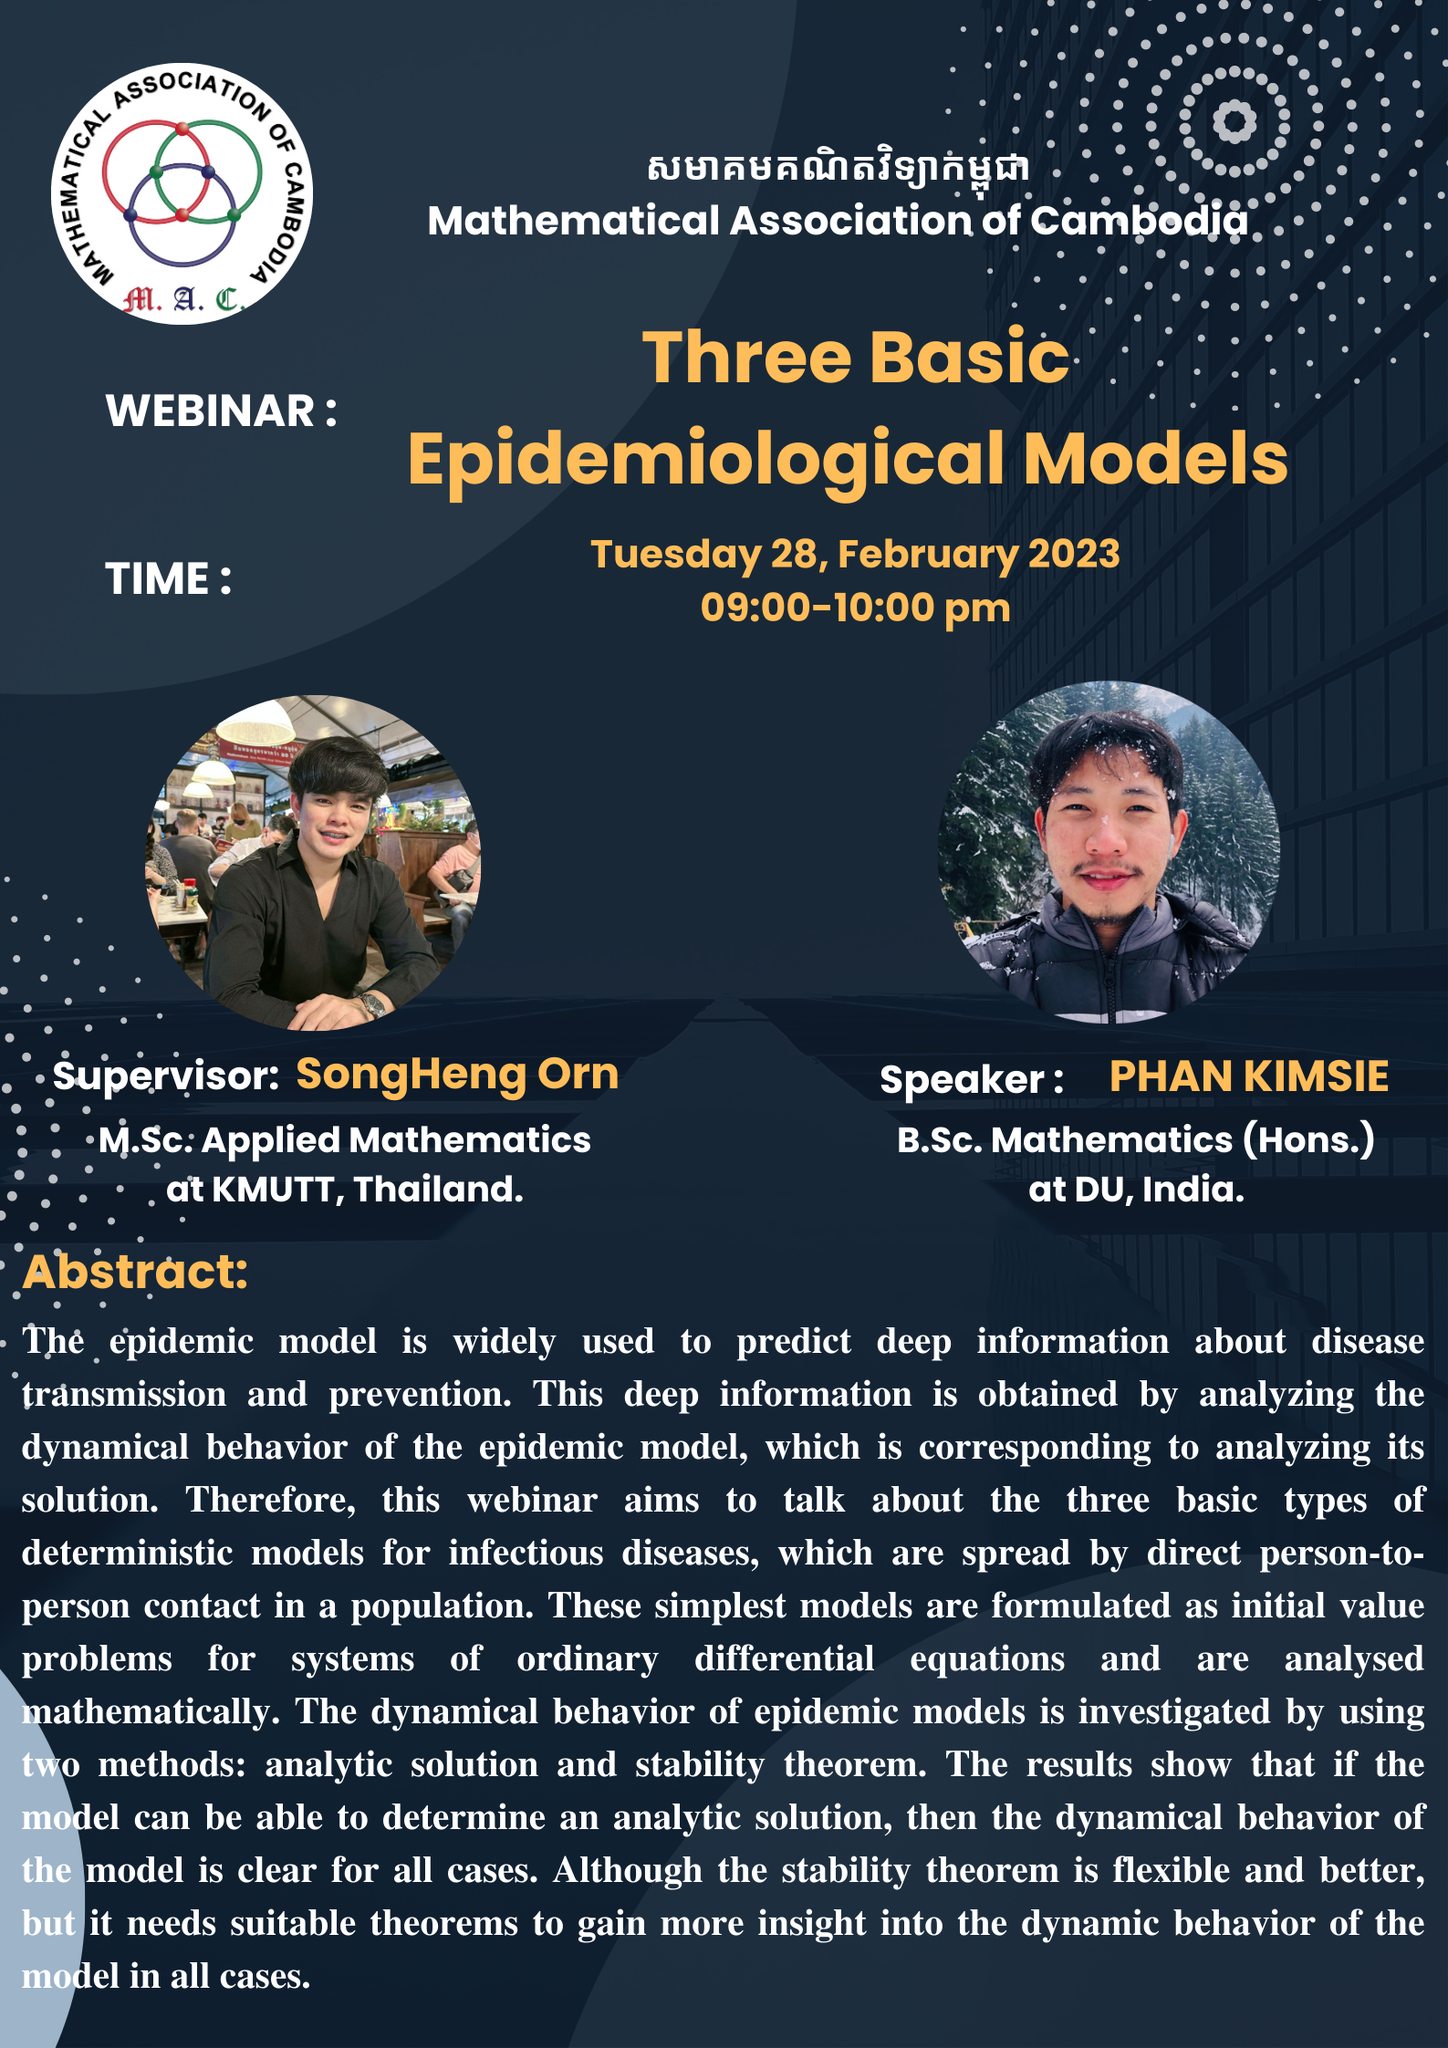 MATHEMATICAL ASSOCIATION OF CAMBODIA
M. A. C.
សមាគមគណិតវិទ្យាកម្ពុជា
Mathematical Association of Cambodia
WEBINAR :
Three Basic
Epidemiological Models
TIME :
Tuesday 28, February 2023
09:00-10:00 pm
Supervisor: SongHeng Orn
M.Sc. Applied Mathematics
at KMUTT, Thailand.
Speaker : PHAN KIMSIE
B.Sc. Mathematics (Hons.)
at DU, India.
Abstract:
The epidemic model is widely used to predict deep information about disease
transmission and prevention. This deep information is obtained by analyzing the
dynamical behavior of the epidemic model, which is corresponding to analyzing its
solution. Therefore, this webinar aims to talk about the three basic types of
deterministic models for infectious diseases, which are spread by direct person-to-
person contact in a population. These simplest models are formulated as initial value
problems for systems of ordinary differential equations and are analysed
mathematically. The dynamical behavior of epidemic models is investigated by using
two methods: analytic solution and stability theorem. The results show that if the
model can be able to determine an analytic solution, then the dynamical behavior of
the model is clear for all cases. Although the stability theorem is flexible and better,
but it needs suitable theorems to gain more insight into the dynamic behavior of the
model in all cases.